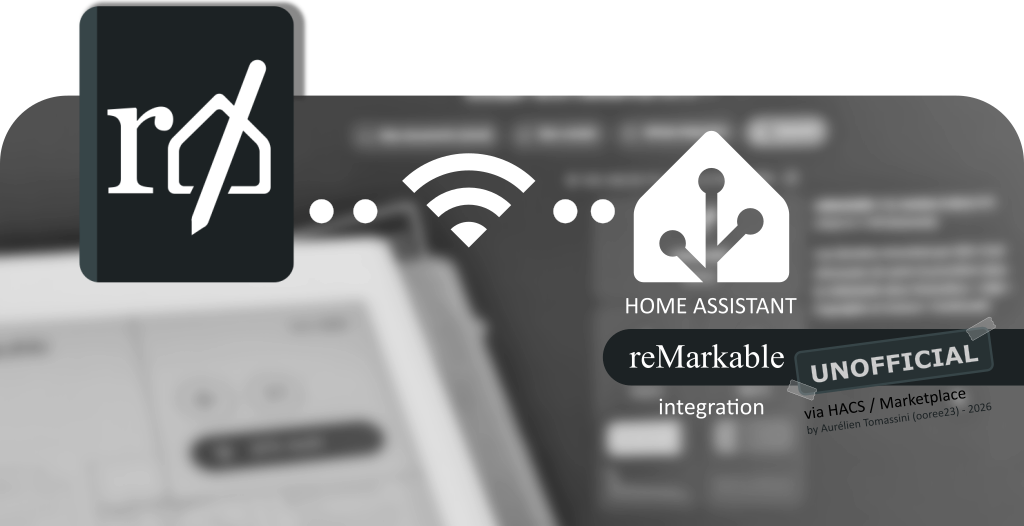 r
HOME ASSISTANT
reMarkable
UNOFFICIAL
integration
via HACS / Marketplace
by Aurélien Tomassini (ooree23) - 2026